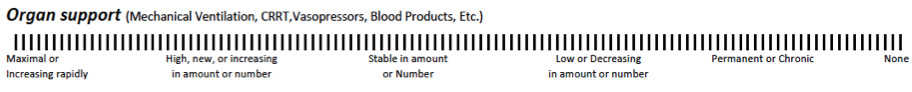 Organ support (Mechanical Ventilation, CRRT,Vasopressors, Blood Products, Etc.)
Maximal or High, new, or increasing Stable in amount Low or Decreasing Permanent or Chronic None
Increasing rapidly in amount or number or Number in amount or number